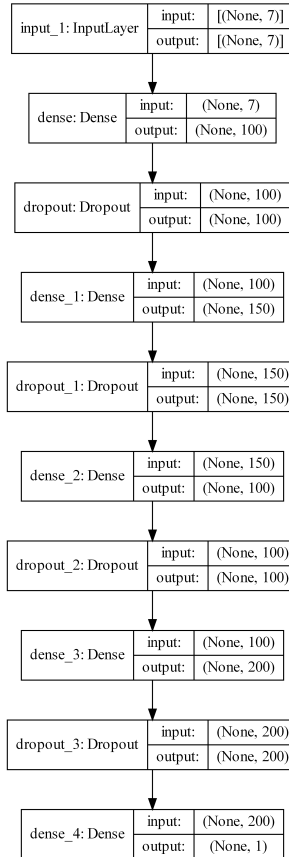 input_1: InputLayer input: [(None, 7)]
output: [(None, 7)]
dense: Dense input: (None, 7)
output: (None, 100)
dropout: Dropout input: (None, 100)
output: (None, 100)
dense_1: Dense input: (None, 100)
output: (None, 150)
dropout_1: Dropout input: (None, 150)
output: (None, 150)
dense_2: Dense input: (None, 150)
output: (None, 100)
dropout_2: Dropout input: (None, 100)
output: (None, 100)
dense_3: Dense input: (None, 100)
output: (None, 200)
dropout_3: Dropout input: (None, 200)
output: (None, 200)
dense_4: Dense input: (None, 200)
output: (None, 1)